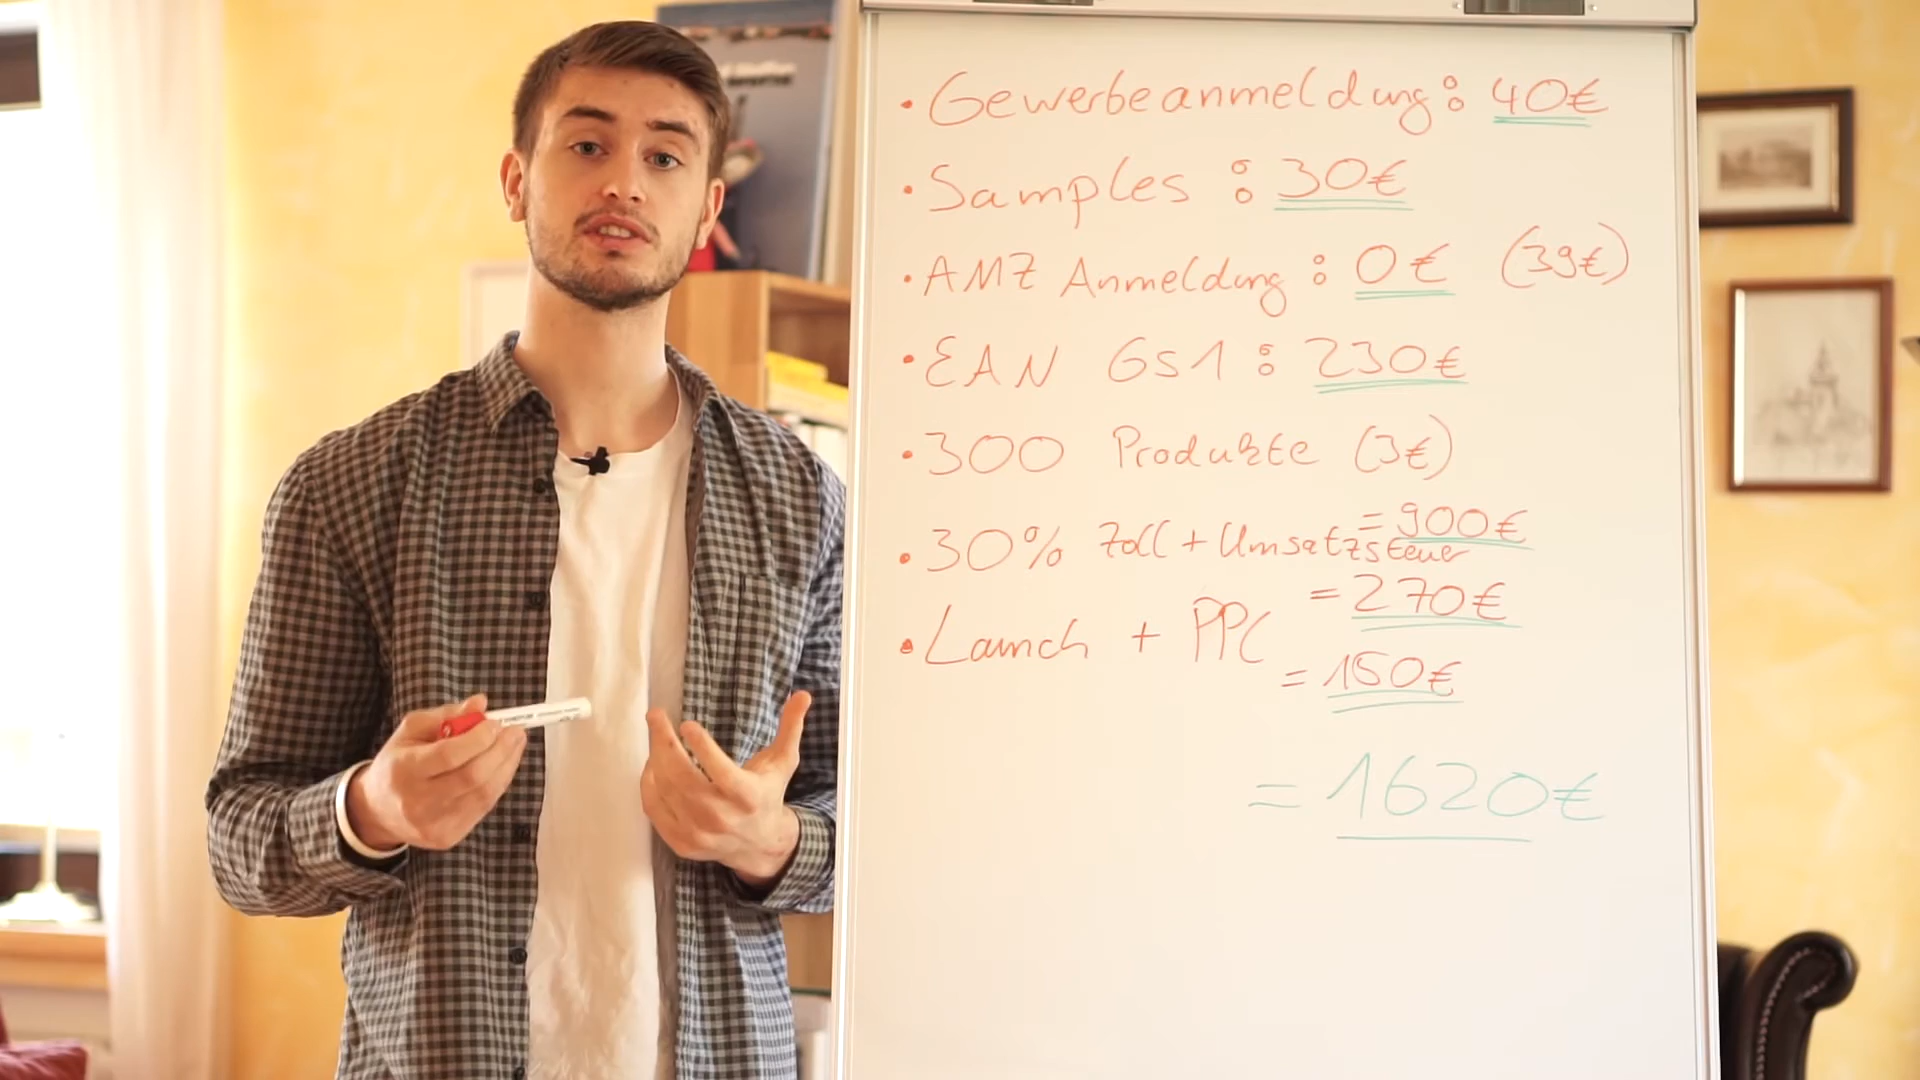 • Gewerbeanmeldung: 40€
• Samples: 30€
• AMZ Anmeldung: 0€ (39€)
• EAN GS1: 230€
• 300 Produkte (3€)
= 900€
• 30% Zoll + Umsatzsteuer
= 270€
• Launch + PPC
= 150€
= 1620€